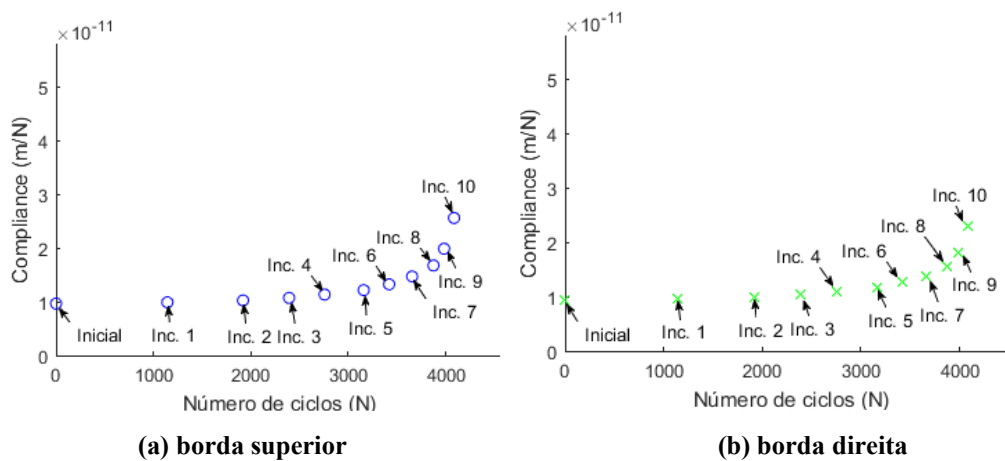 × 10⁻¹¹
5
4
3
2
1
0
Compliance (m/N)
Inicial
Inc. 1
Inc. 2
Inc. 3
Inc. 4
Inc. 5
Inc. 6
Inc. 7
Inc. 8
Inc. 9
Inc. 10
0 1000 2000 3000 4000
Número de ciclos (N)
(a) borda superior
× 10⁻¹¹
5
4
3
2
1
0
Compliance (m/N)
Inicial
Inc. 1
Inc. 2
Inc. 3
Inc. 4
Inc. 5
Inc. 6
Inc. 7
Inc. 8
Inc. 9
Inc. 10
0 1000 2000 3000 4000
Número de ciclos (N)
(b) borda direita